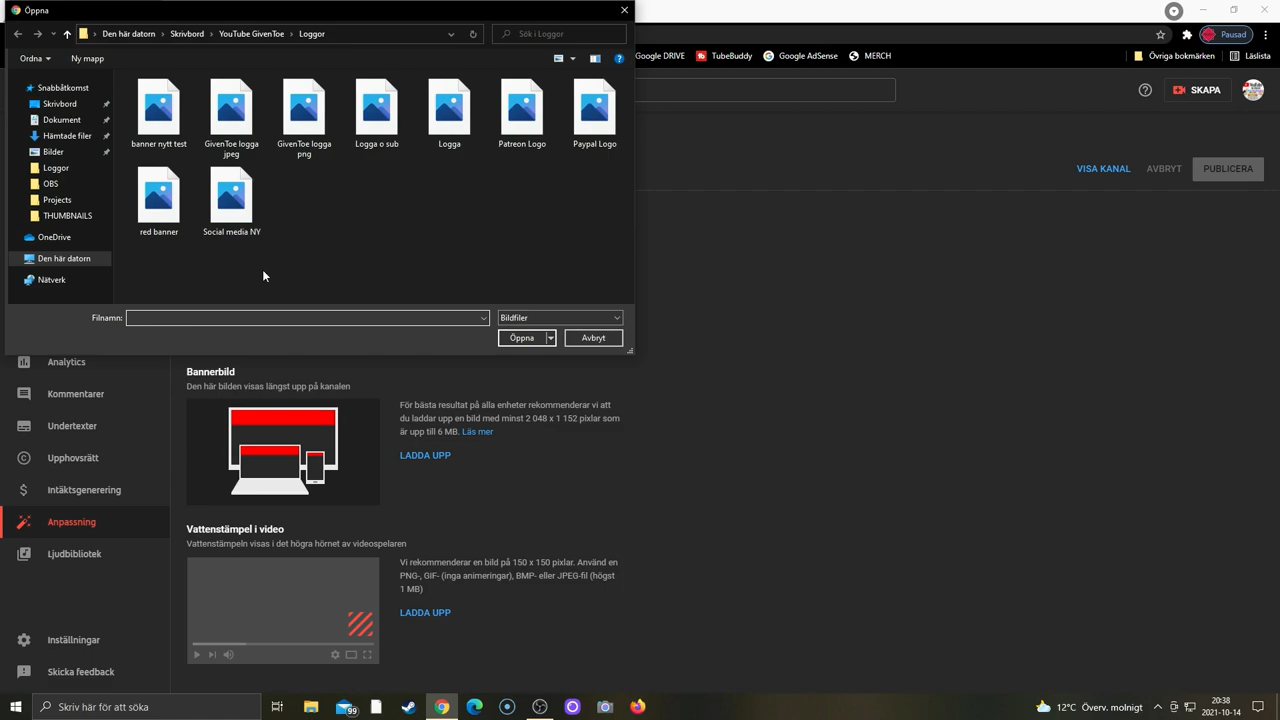 Öppna
Den här datorn
Skrivbord
YouTube GivenToe
Loggor
Sök i Loggor
Pausad
Ordna
Ny mapp
Google DRIVE
TubeBuddy
Google AdSense
MERCH
Övriga bokmärken
Läslista
Snabbåtkomst
Skrivbord
Dokument
Hämtade filer
Bilder
Loggor
OBS
Projects
THUMBNAILS
OneDrive
Den här datorn
Nätverk
banner nytt test
GivenToe logga jpeg
GivenToe logga png
Logga o sub
Logga
Patreon Logo
Paypal Logo
red banner
Social media NY
SKAPA
VISA KANAL
AVBRYT
PUBLICERA
Filnamn:
Bildfiler
Öppna
Avbryt
Analytics
Kommentarer
Undertexter
Upphovsrätt
Intäktsgenerering
Anpassning
Ljudbibliotek
Inställningar
Skicka feedback
Bannerbild
Den här bilden visas längst upp på kanalen
För bästa resultat på alla enheter rekommenderar vi att
du laddar upp en bild med minst 2 048 x 1 152 pixlar som
är upp till 6 MB. Läs mer
LADDA UPP
Vattenstämpel i video
Vattenstämpeln visas i det högra hörnet av videospelaren
Vi rekommenderar en bild på 150 x 150 pixlar. Använd en
PNG-, GIF- (inga animeringar), BMP- eller JPEG-fil (högst
1 MB)
LADDA UPP
Skriv här för att söka
99
12°C Överv. molnigt
20:38
2021-10-14